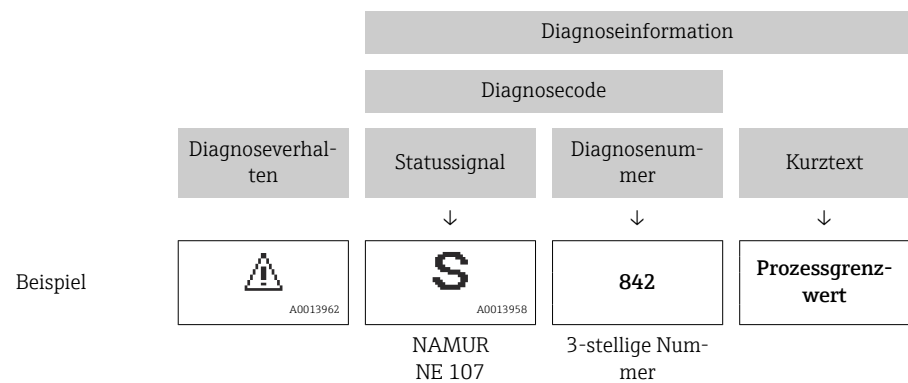 Diagnoseinformation
Diagnosecode
Diagnoseverhal-
ten
Statussignal
Diagnosenum-
mer
Kurztext
↓ ↓ ↓
Beispiel
A0013962
S
A0013958
842
Prozessgrenz-
wert
NAMUR
NE 107
3-stellige Num-
mer